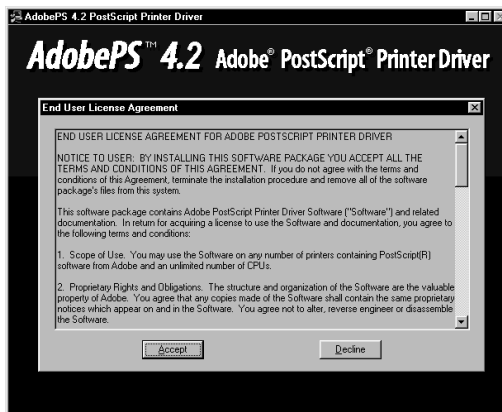 AdobePS 4.2 PostScript Printer Driver
AdobePS™ 4.2 Adobe® PostScript® Printer Driver
End User License Agreement
END USER LICENSE AGREEMENT FOR ADOBE POSTSCRIPT PRINTER DRIVER
NOTICE TO USER: BY INSTALLING THIS SOFTWARE PACKAGE YOU ACCEPT ALL THE
TERMS AND CONDITIONS OF THIS AGREEMENT. If you do not agree with the terms and
conditions of this Agreement, terminate the installation procedure and remove all of the software
package's files from this system.
This software package contains Adobe PostScript Printer Driver Software ("Software") and related
documentation. In return for acquiring a license to use the Software and documentation, you agree to
the following terms and conditions:
1. Scope of Use. You may use the Software on any number of printers containing PostScript(R)
software from Adobe and an unlimited number of CPUs.
2. Proprietary Rights and Obligations. The structure and organization of the Software are the valuable
property of Adobe. You agree that any copies made of the Software shall contain the same proprietary
notices which appear on and in the Software. You agree not to alter, reverse engineer or disassemble
the Software.
Accept
Decline